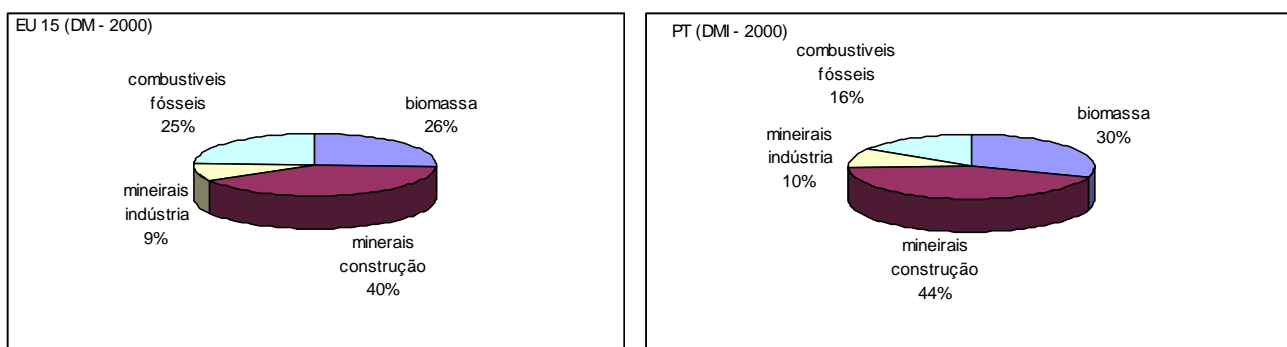 EU 15 (DM - 2000)
combustiveis
fósseis
25%
biomassa
26%
mineirais
indústria
9%
minerais
construção
40%
PT (DMI - 2000)
combustiveis
fósseis
16%
biomassa
30%
mineirais
indústria
10%
mineirais
construção
44%